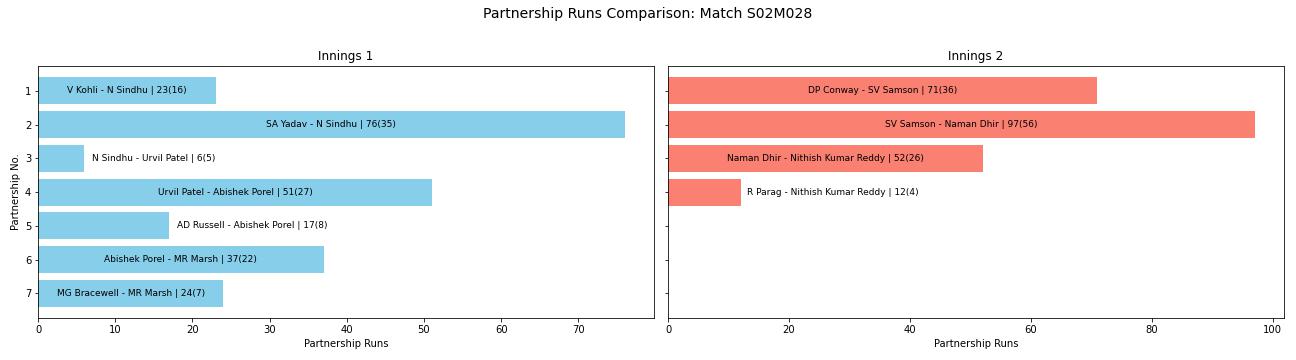 Partnership Runs Comparison: Match S02M028
Innings 1
Partnership No.
1
V Kohli - N Sindhu | 23(16)
2
SA Yadav - N Sindhu | 76(35)
3
N Sindhu - Urvil Patel | 6(5)
4
Urvil Patel - Abishek Porel | 51(27)
5
AD Russell - Abishek Porel | 17(8)
6
Abishek Porel - MR Marsh | 37(22)
7
MG Bracewell - MR Marsh | 24(7)
0 10 20 30 40 50 60 70
Partnership Runs
Innings 2
DP Conway - SV Samson | 71(36)
SV Samson - Naman Dhir | 97(56)
Naman Dhir - Nithish Kumar Reddy | 52(26)
R Parag - Nithish Kumar Reddy | 12(4)
0 20 40 60 80 100
Partnership Runs